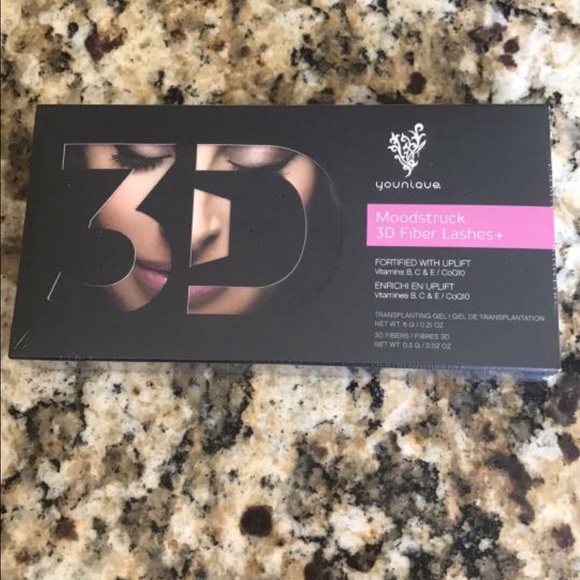 3D
younique
Moodstruck
3D Fiber Lashes+
FORTIFIED WITH UPLIFT
Vitamins B, C & E / CoQ10
ENRICHI EN UPLIFT
Vitamines B, C & E / CoQ10
TRANSPLANTING GEL / GEL DE TRANSPLANTATION
NET WT. 6 G / 0.21 OZ
3D FIBERS / FIBRES 3D
NET WT. 0.5 G / 0.02 OZ